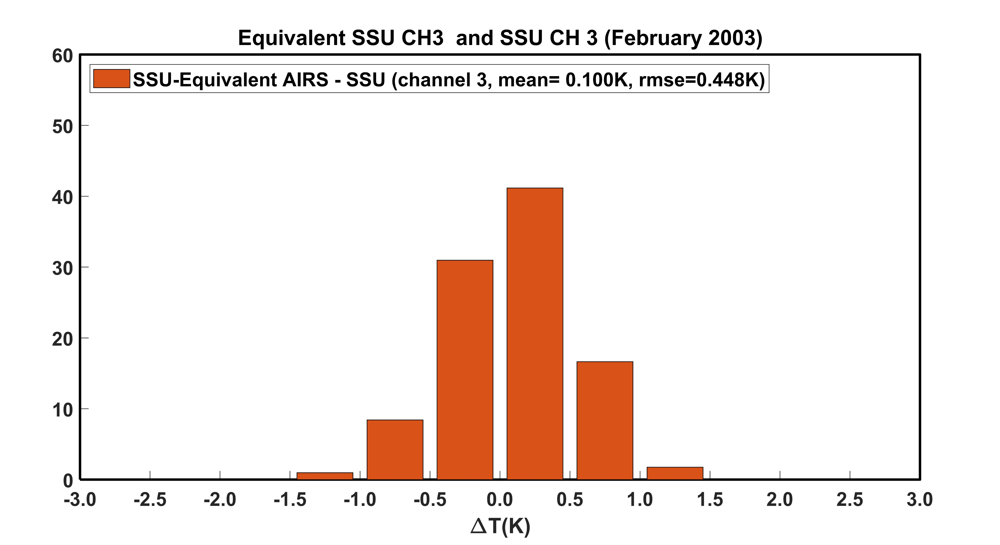 Equivalent SSU CH3  and SSU CH 3 (February 2003)
SSU-Equivalent AIRS - SSU (channel 3, mean= 0.100K, rmse=0.448K)
60
50
40
30
20
10
0
-3.0 -2.5 -2.0 -1.5 -1.0 -0.5 0.0 0.5 1.0 1.5 2.0 2.5 3.0
ΔT(K)